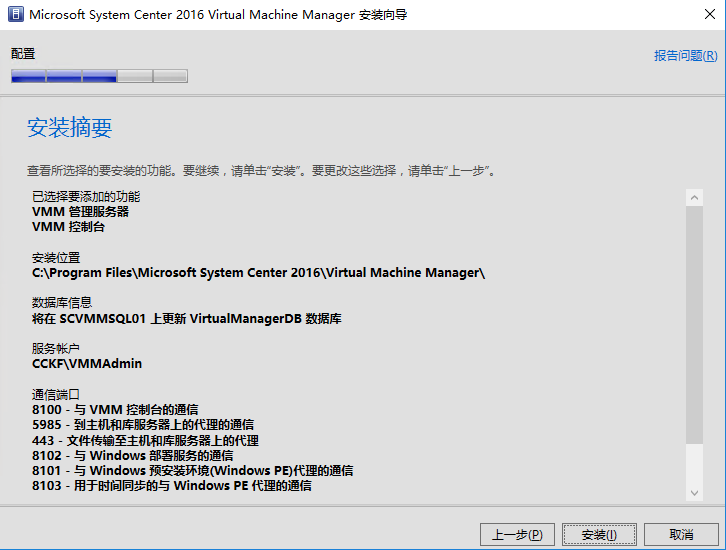 Microsoft System Center 2016 Virtual Machine Manager 安装向导
配置
报告问题(R)
安装摘要
查看所选择的要安装的功能。要继续，请单击“安装”。要更改这些选择，请单击“上一步”。
已选择要添加的功能
VMM 管理服务器
VMM 控制台
安装位置
C:\Program Files\Microsoft System Center 2016\Virtual Machine Manager\
数据库信息
将在 SCVMMSQL01 上更新 VirtualManagerDB 数据库
服务帐户
CCKF\VMMAdmin
通信端口
8100 - 与 VMM 控制台的通信
5985 - 到主机和库服务器上的代理的通信
443 - 文件传输至主机和库服务器上的代理
8102 - 与 Windows 部署服务的通信
8101 - 与 Windows 预安装环境(Windows PE)代理的通信
8103 - 用于时间同步的与 Windows PE 代理的通信
上一步(P)
安装(I)
取消